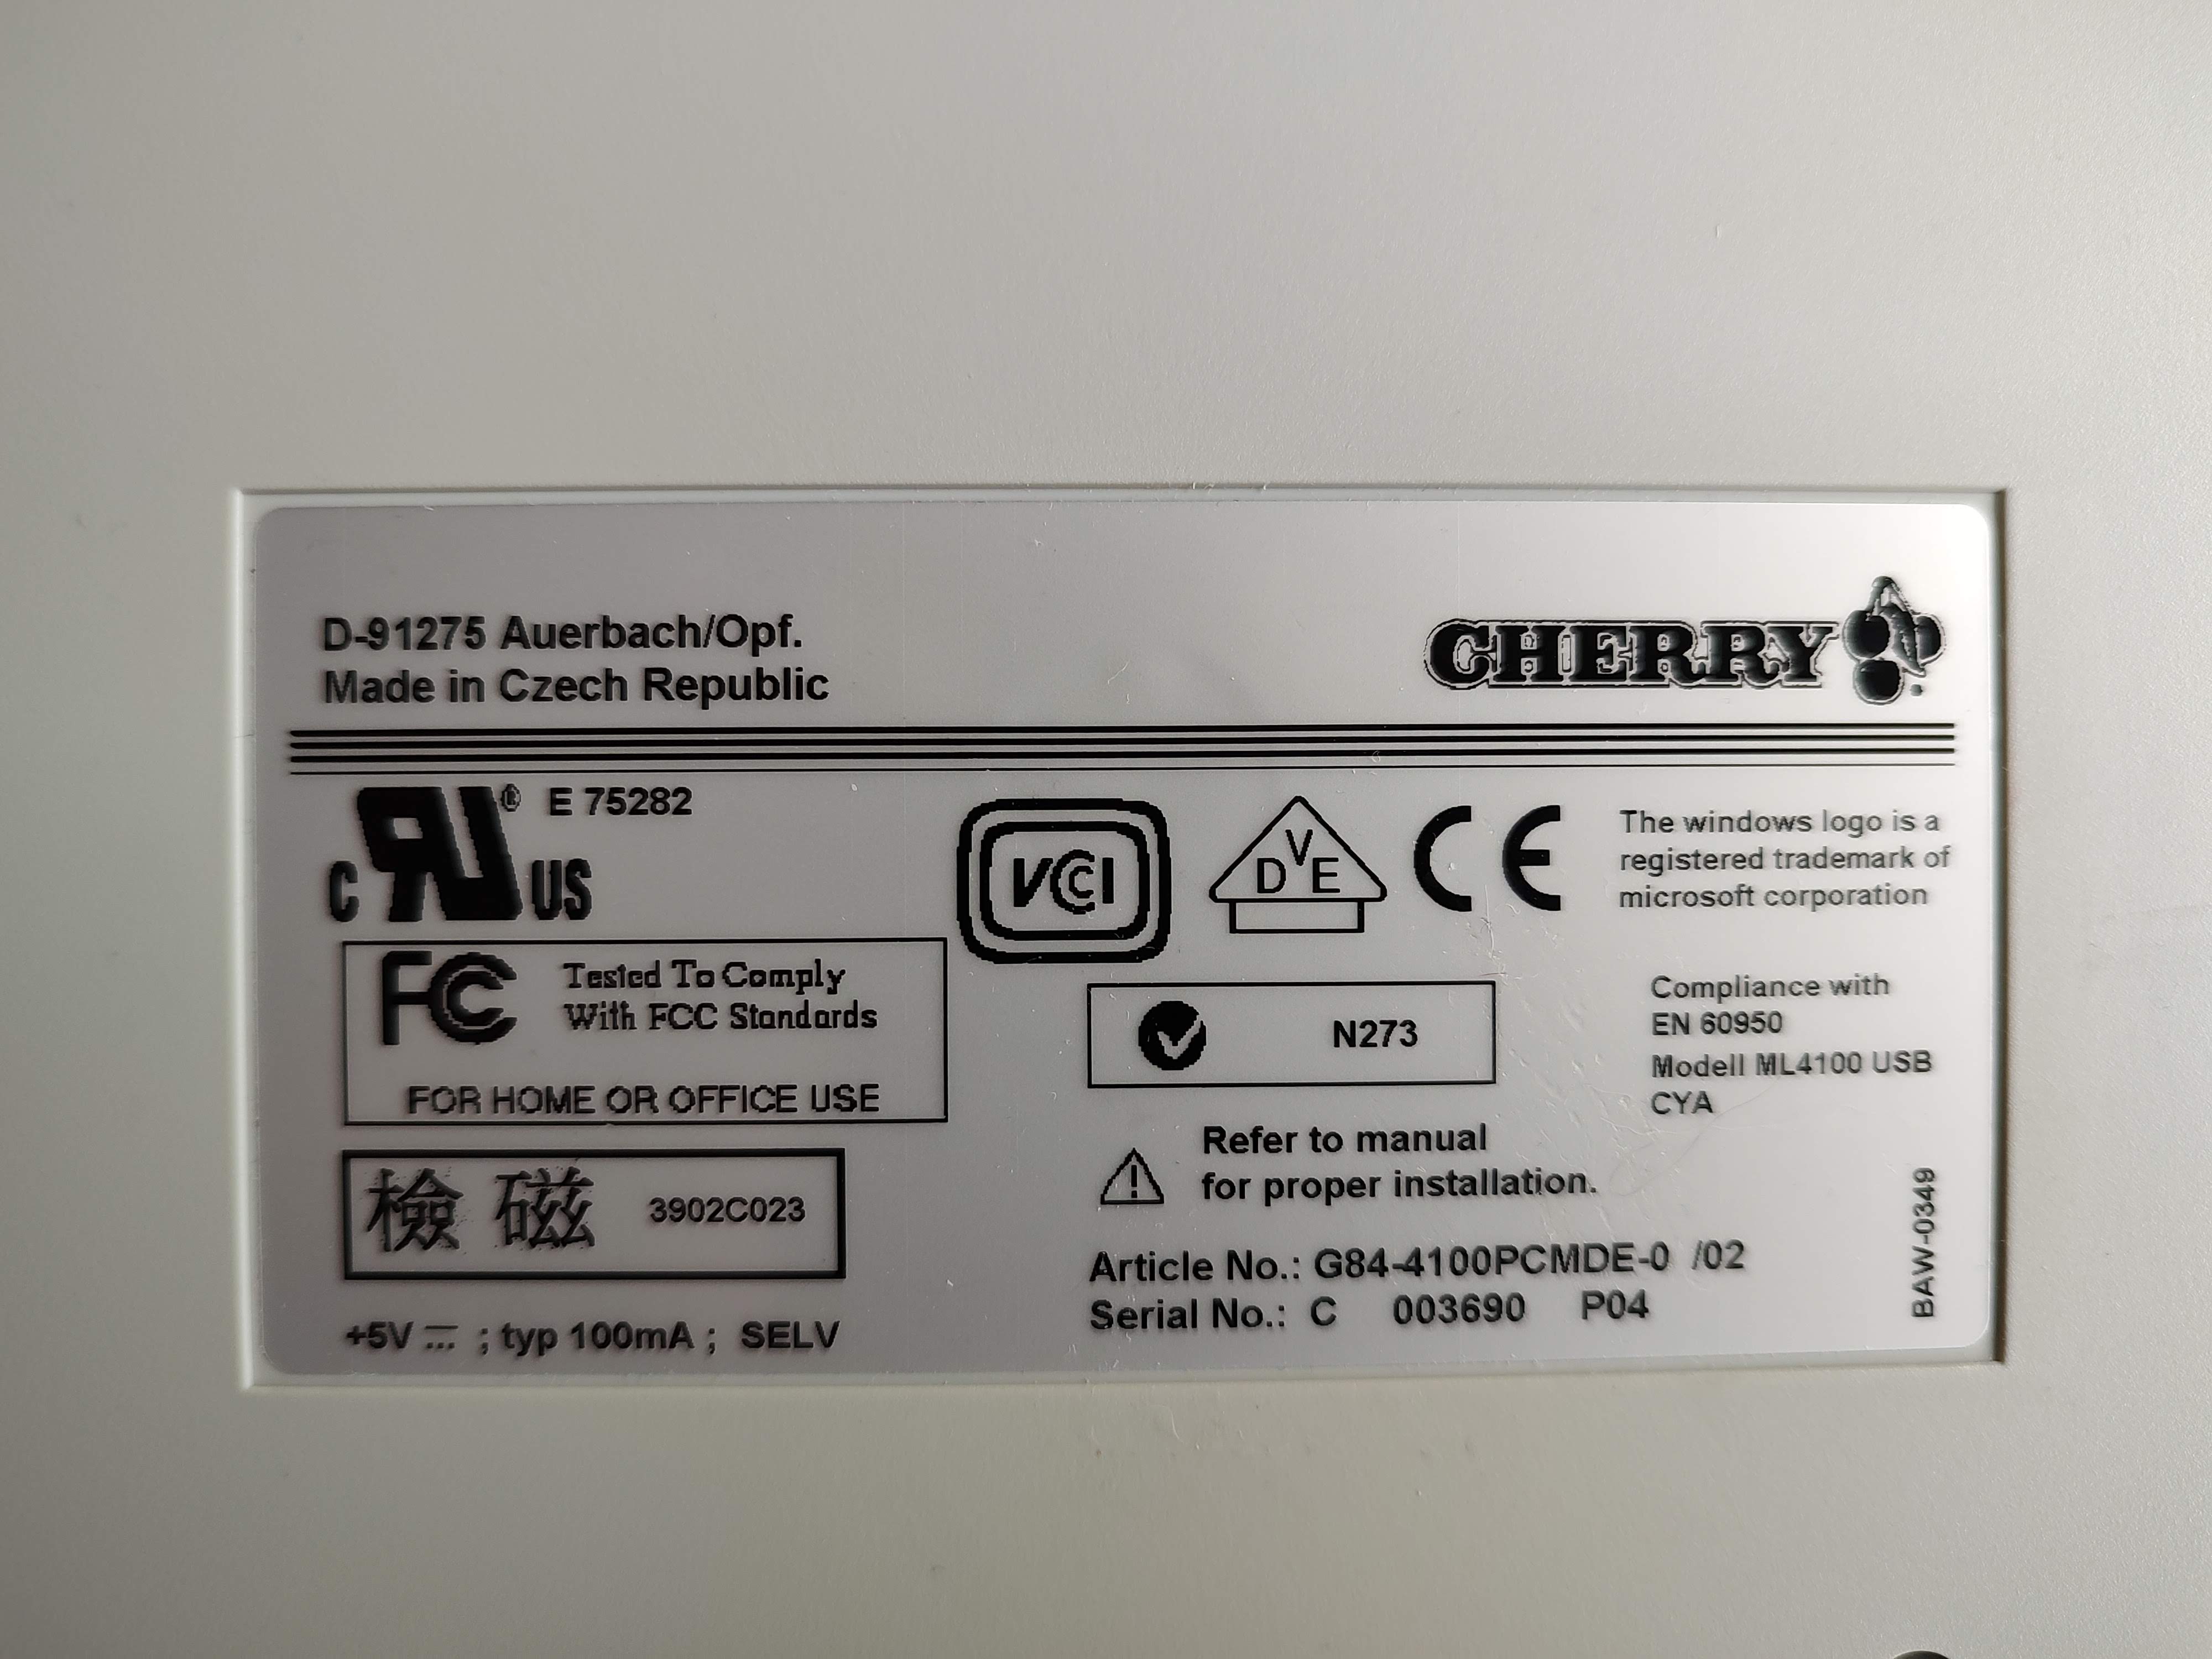 D-91275 Auerbach/Opf.
Made in Czech Republic
CHERRY
® E 75282
C RU US
VCCI
DVE
CE
The windows logo is a
registered trademark of
microsoft corporation
FC Tested To Comply
With FCC Standards
FOR HOME OR OFFICE USE
N273
Compliance with
EN 60950
Modell ML4100 USB
CYA
檢磁 3902C023
Refer to manual
for proper installation.
Article No.: G84-4100PCMDE-0 /02
Serial No.: C 003690 P04
+5V ⎓ ; typ 100mA ; SELV
BAW-0349